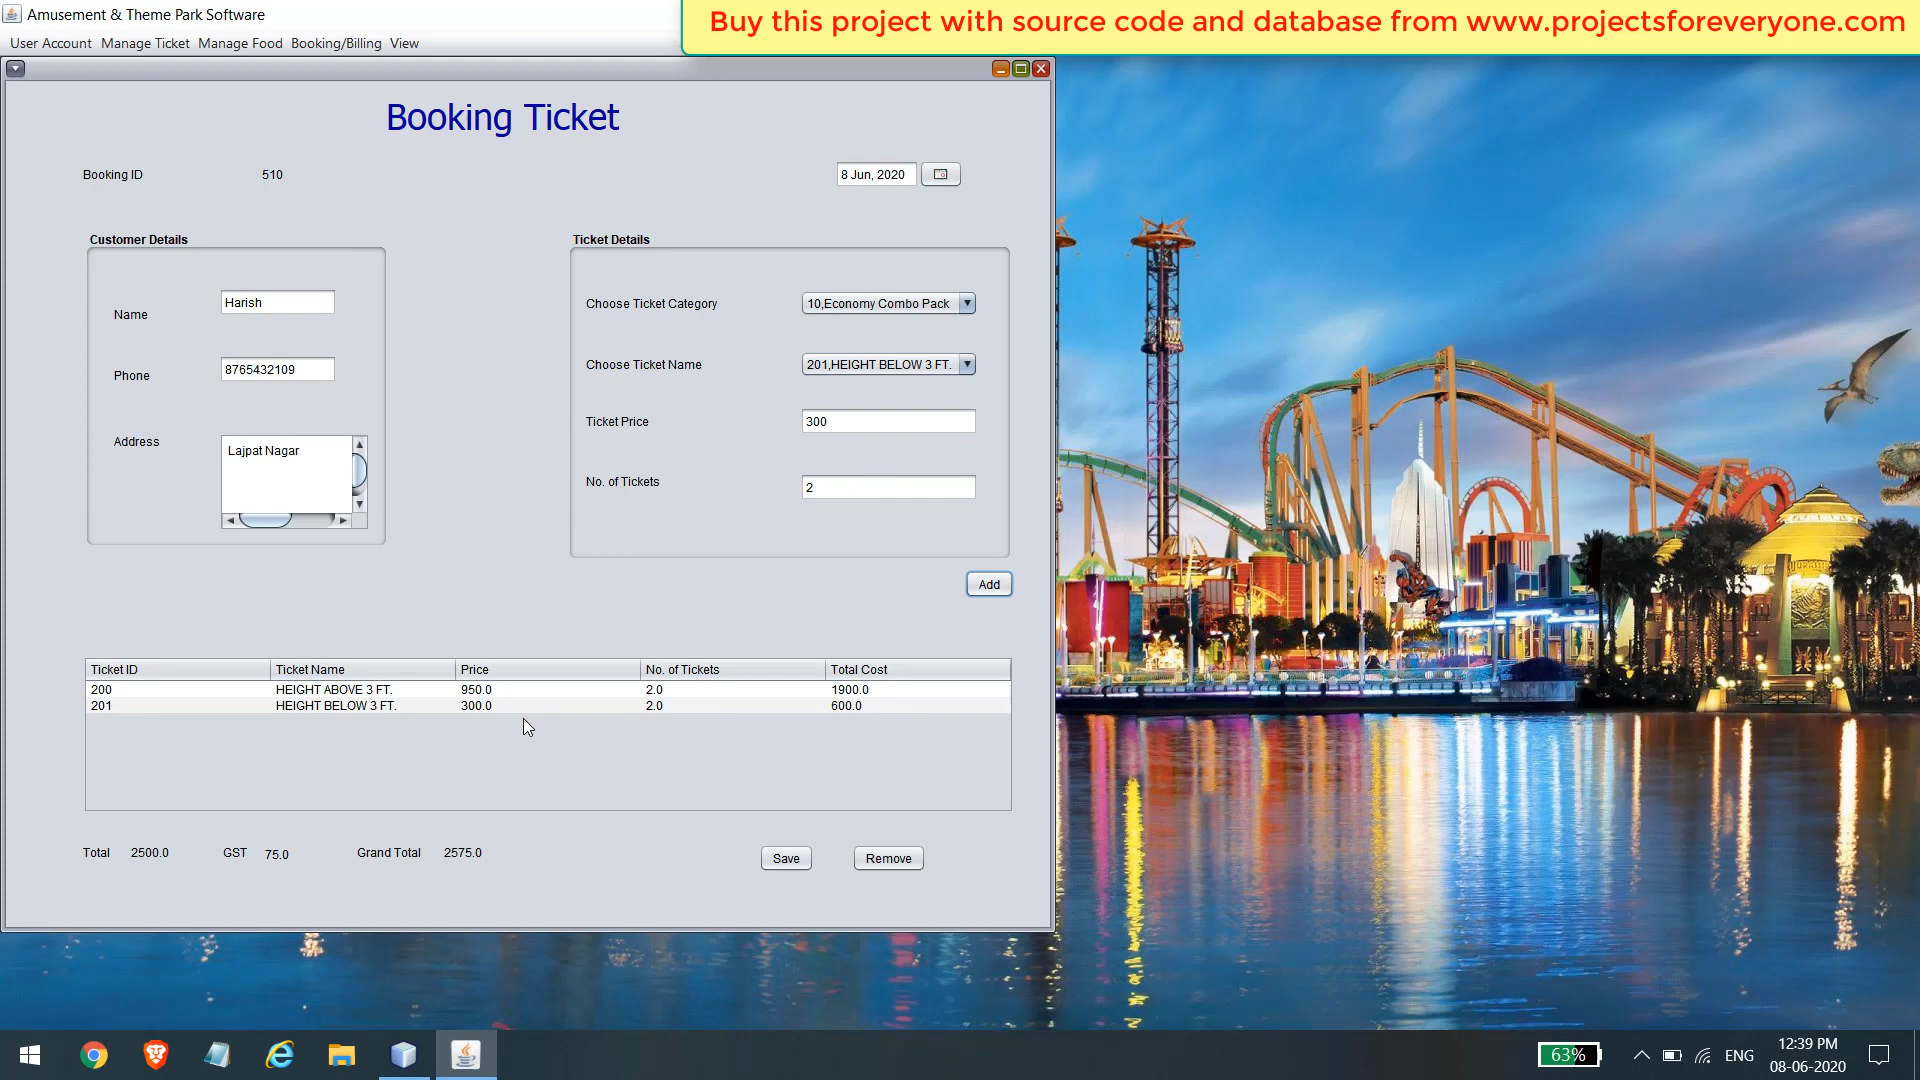 Amusement & Theme Park Software
Buy this project with source code and database from www.projectsforeveryone.com
User Account Manage Ticket Manage Food Booking/Billing View
Booking Ticket
Booking ID 510 8 Jun, 2020
Customer Details
Name Harish
Phone 8765432109
Address Lajpat Nagar
Ticket Details
Choose Ticket Category 10,Economy Combo Pack
Choose Ticket Name 201,HEIGHT BELOW 3 FT.
Ticket Price 300
No. of Tickets 2
Add
Ticket ID Ticket Name Price No. of Tickets Total Cost
200 HEIGHT ABOVE 3 FT. 950.0 2.0 1900.0
201 HEIGHT BELOW 3 FT. 300.0 2.0 600.0
Total 2500.0 GST 75.0 Grand Total 2575.0 Save Remove
63% ENG 12:39 PM
08-06-2020